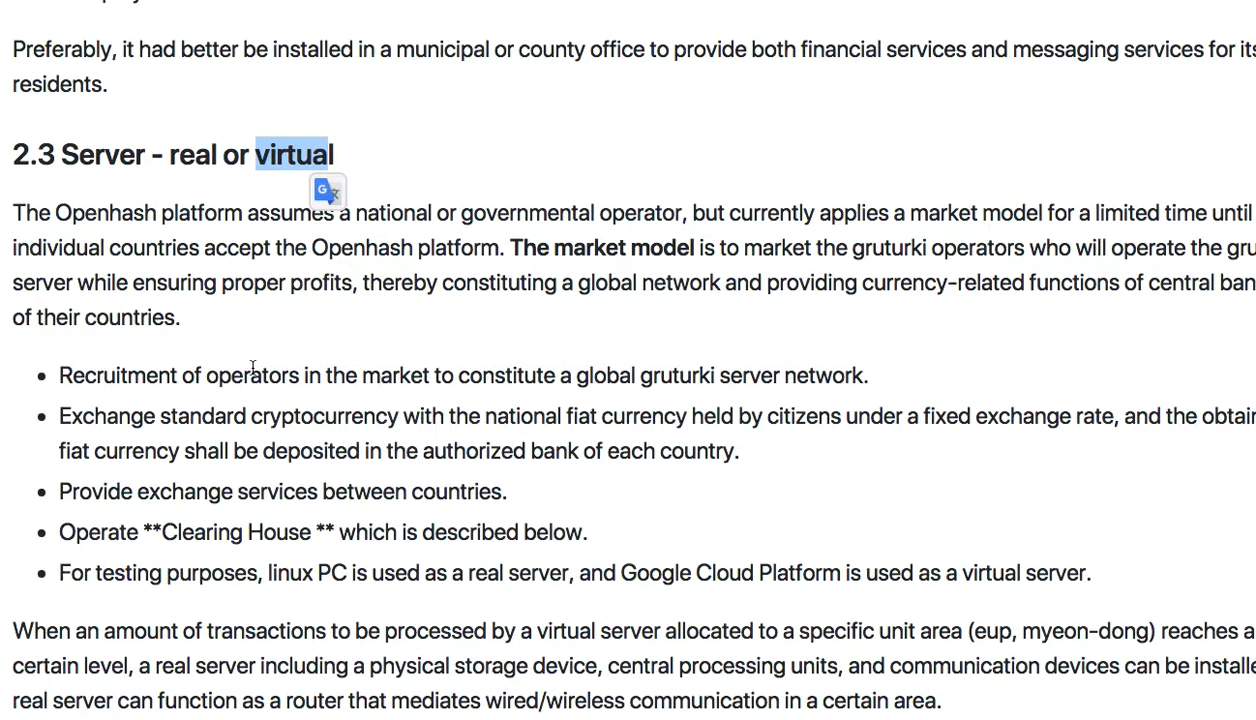 Preferably, it had better be installed in a municipal or county office to provide both financial services and messaging services for its
residents.
2.3 Server - real or virtual
The Openhash platform assumes a national or governmental operator, but currently applies a market model for a limited time until
individual countries accept the Openhash platform. The market model is to market the gruturki operators who will operate the gru
server while ensuring proper profits, thereby constituting a global network and providing currency-related functions of central ban
of their countries.
• Recruitment of operators in the market to constitute a global gruturki server network.
• Exchange standard cryptocurrency with the national fiat currency held by citizens under a fixed exchange rate, and the obtain
fiat currency shall be deposited in the authorized bank of each country.
• Provide exchange services between countries.
• Operate **Clearing House ** which is described below.
• For testing purposes, linux PC is used as a real server, and Google Cloud Platform is used as a virtual server.
When an amount of transactions to be processed by a virtual server allocated to a specific unit area (eup, myeon-dong) reaches a
certain level, a real server including a physical storage device, central processing units, and communication devices can be installe
real server can function as a router that mediates wired/wireless communication in a certain area.